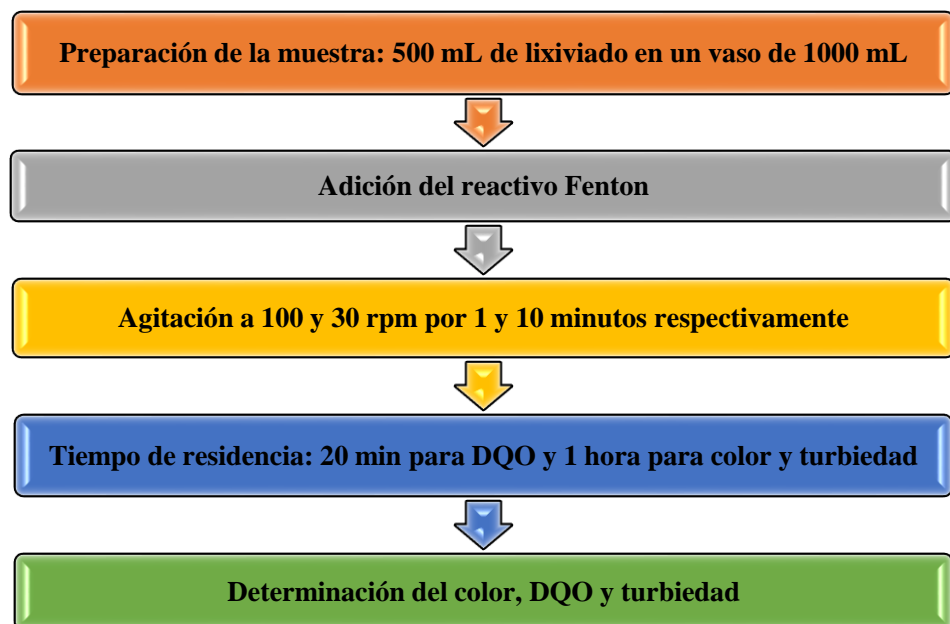 Preparación de la muestra: 500 mL de lixiviado en un vaso de 1000 mL
Adición del reactivo Fenton
Agitación a 100 y 30 rpm por 1 y 10 minutos respectivamente
Tiempo de residencia: 20 min para DQO y 1 hora para color y turbiedad
Determinación del color, DQO y turbiedad